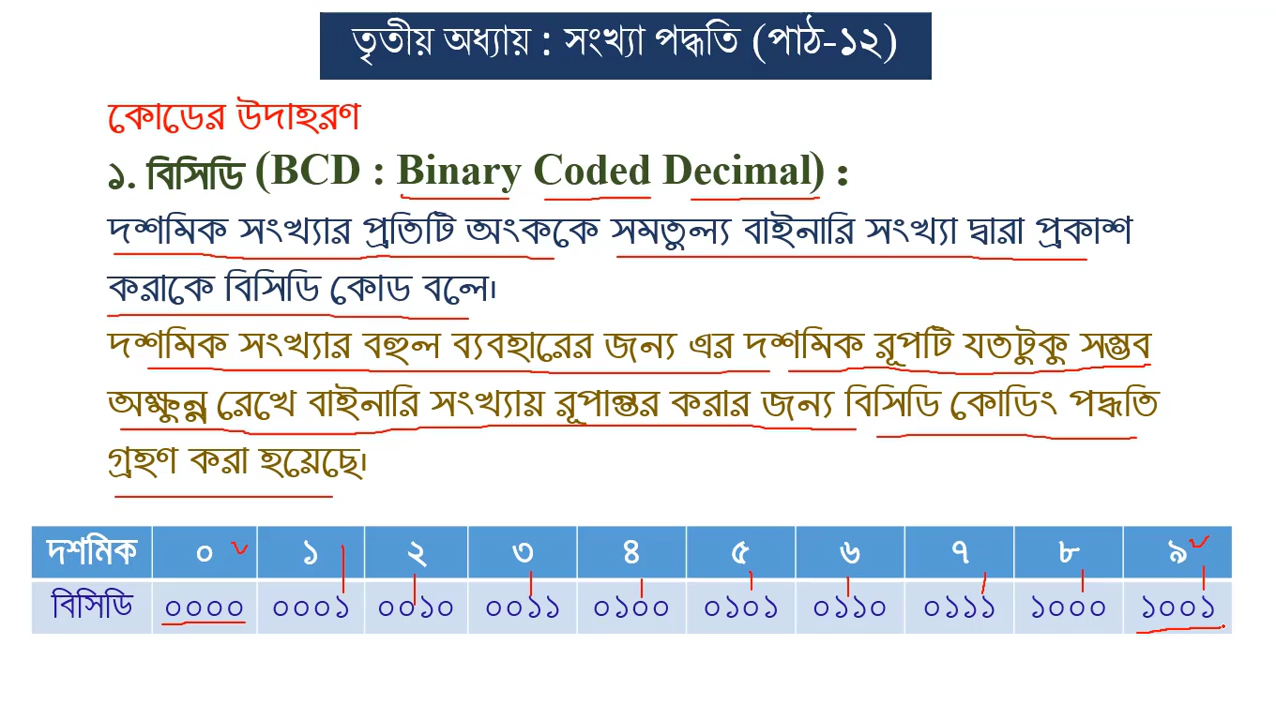 তৃতীয় অধ্যায় : সংখ্যা পদ্ধতি (পাঠ-১২)
কোডের উদাহরণ
১. বিসিডি (BCD : Binary Coded Decimal) :
দশমিক সংখ্যার প্রতিটি অংককে সমতুল্য বাইনারি সংখ্যা দ্বারা প্রকাশ
করাকে বিসিডি কোড বলে।
দশমিক সংখ্যার বহুল ব্যবহারের জন্য এর দশমিক রূপটি যতটুকু সম্ভব
অক্ষুন্ন রেখে বাইনারি সংখ্যায় রূপান্তর করার জন্য বিসিডি কোডিং পদ্ধতি
গ্রহণ করা হয়েছে।
দশমিক ০ ১ ২ ৩ ৪ ৫ ৬ ৭ ৮ ৯
বিসিডি ০০০০ ০০০১ ০০১০ ০০১১ ০১০০ ০১০১ ০১১০ ০১১১ ১০০০ ১০০১